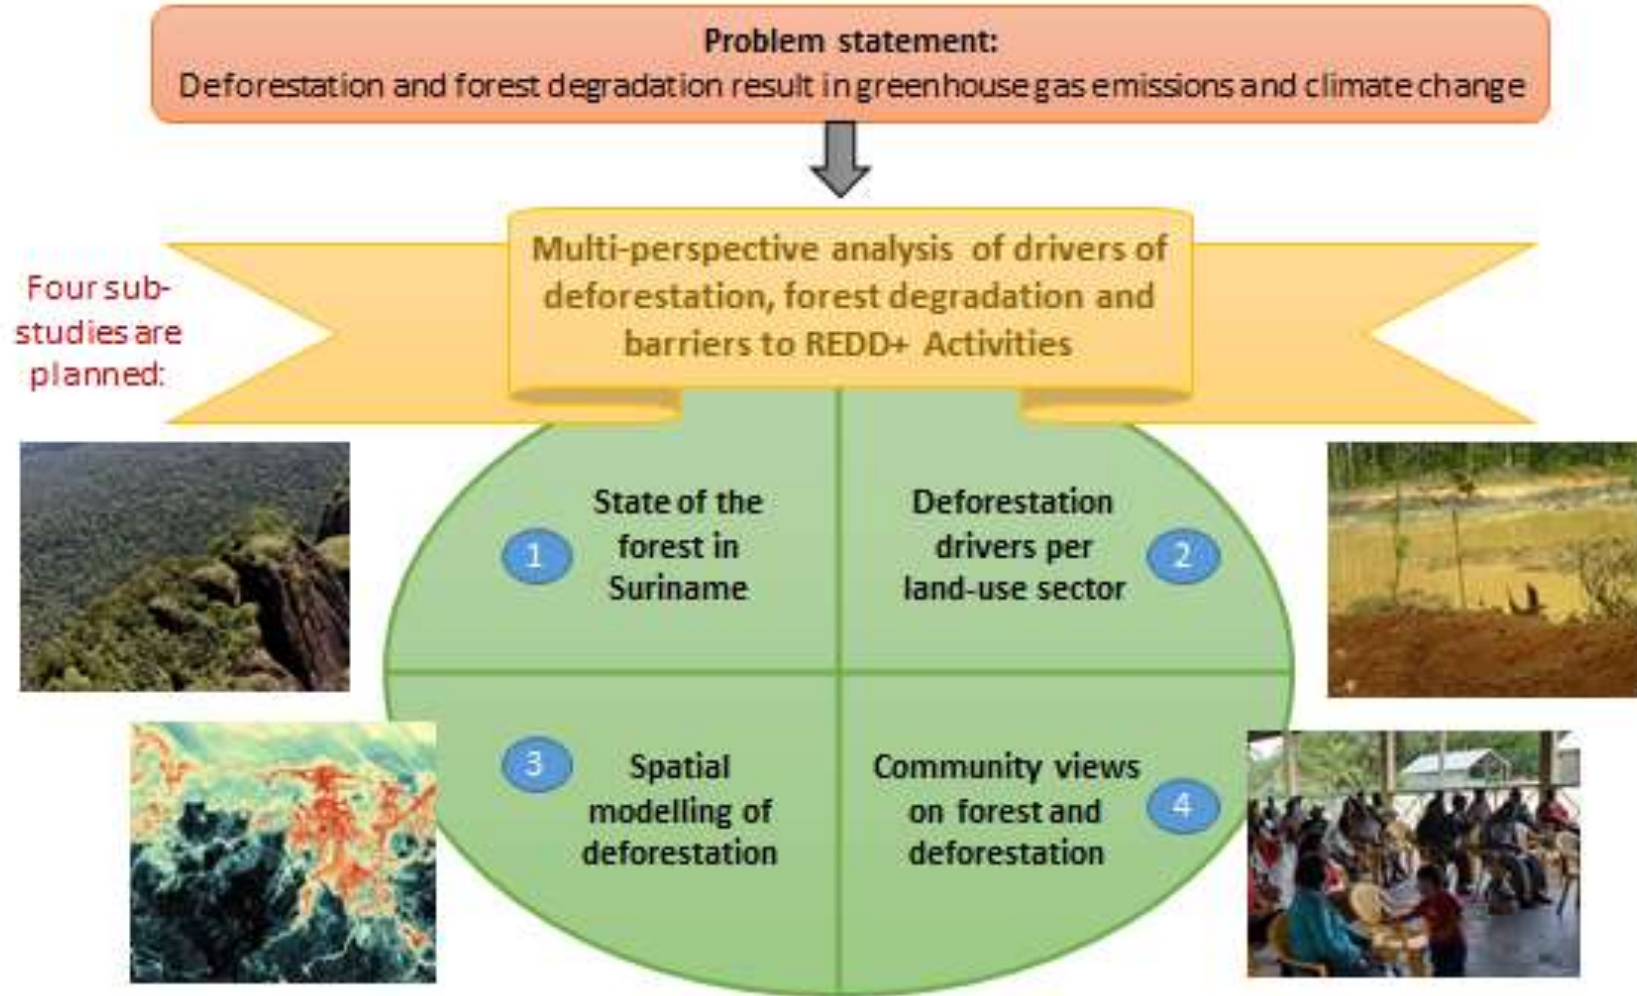 Problem statement:
Deforestation and forest degradation result in greenhouse gas emissions and climate change
Multi-perspective analysis of drivers of
deforestation, forest degradation and
barriers to REDD+ Activities
Four sub-
studies are
planned:
1
State of the
forest in
Suriname
Deforestation
drivers per
land-use sector
2
3
Spatial
modelling of
deforestation
Community views
on forest and
deforestation
4